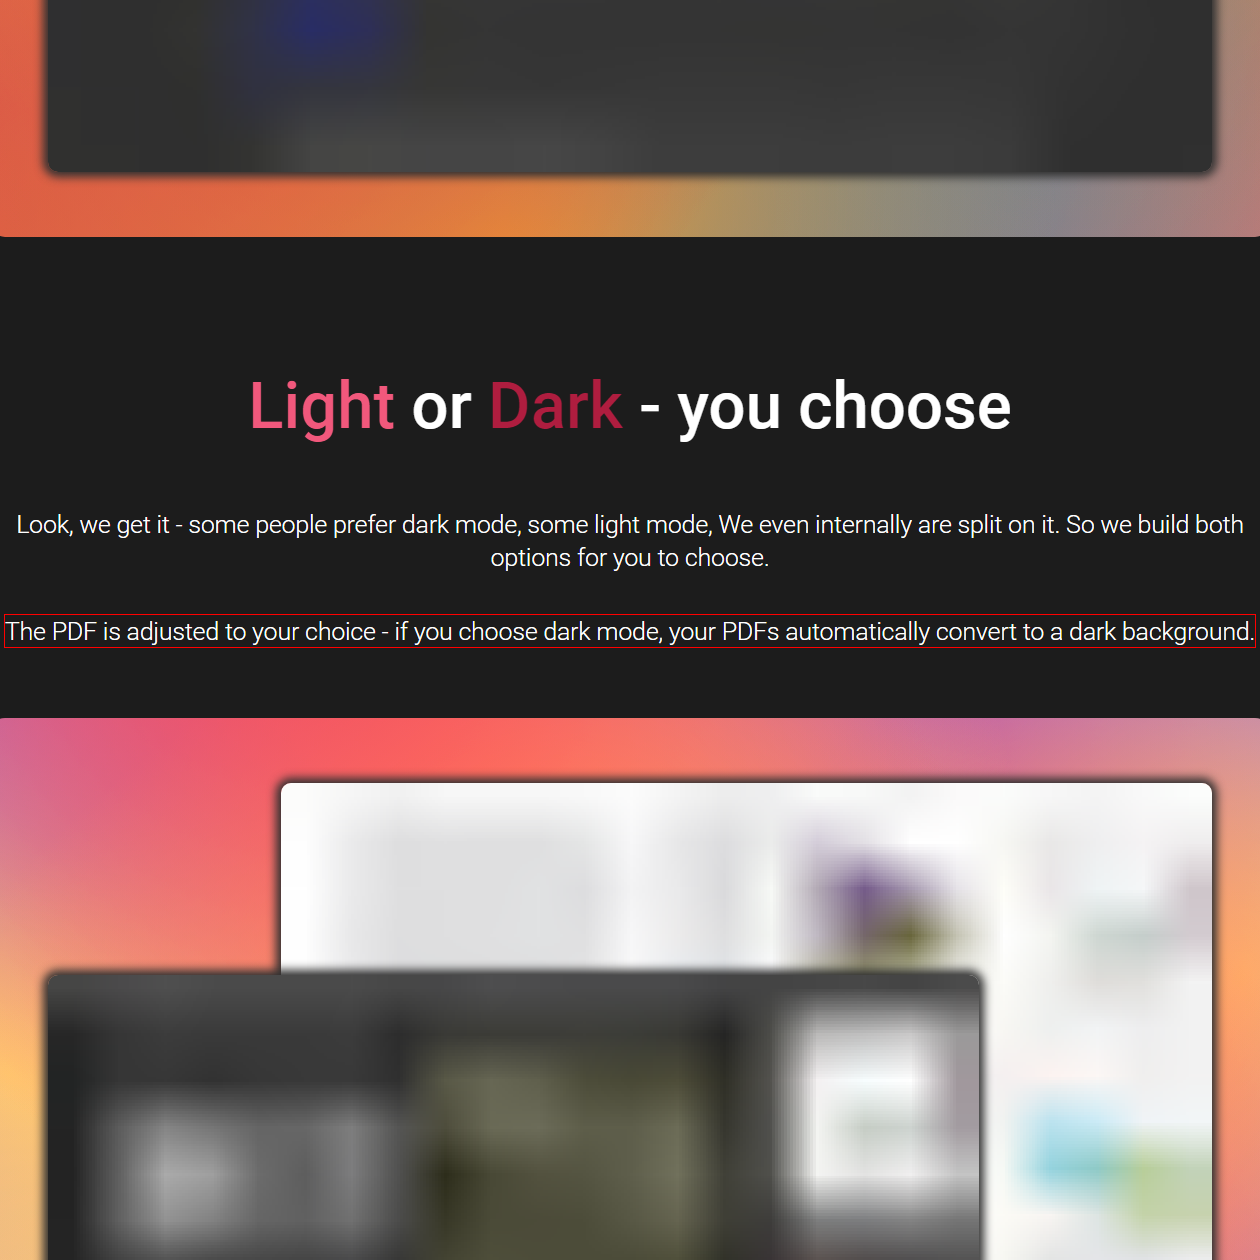 Light or Dark - you choose
Look, we get it - some people prefer dark mode, some light mode, We even internally are split on it. So we build both
options for you to choose.
The PDF is adjusted to your choice - if you choose dark mode, your PDFs automatically convert to a dark background.